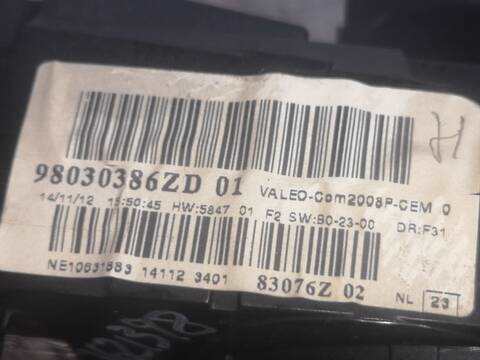 H
98030386ZD 01 VALEO-Com2008P-CEM 0
14/11/12 15:50:45 HW:5847 01 F2 SW:B0-23-00 DR:F31
NE10631583 14112 3401 83076Z 02 NL 23